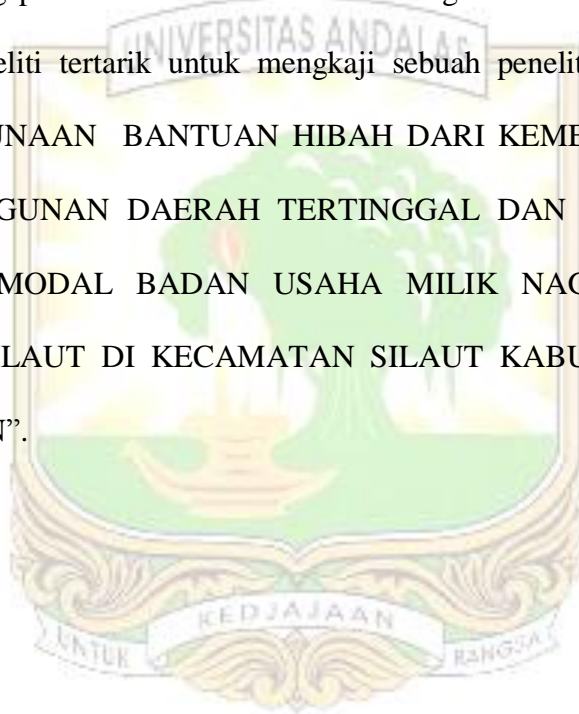 UNIVERSITAS ANDALAS
eliti tertarik untuk mengkaji sebuah penelit
UNAAN BANTUAN HIBAH DARI KEME
GUNAN DAERAH TERTINGGAL DAN
MODAL BADAN USAHA MILIK NAG
LAUT DI KECAMATAN SILAUT KABU
N”.
KEDJAJAAN
UNTUK
BANGSA